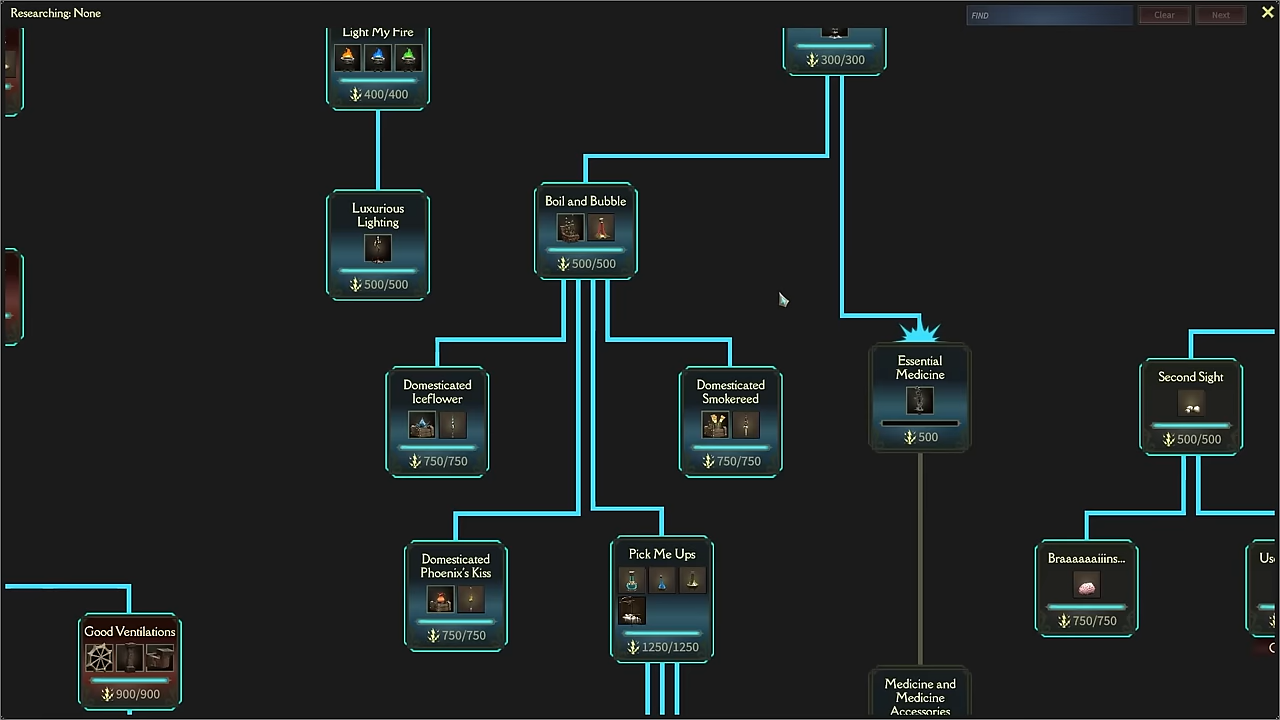 Researching: None
FIND
Clear
Next
Light My Fire
400/400
300/300
Luxurious
Lighting
500/500
Boil and Bubble
500/500
Domesticated
Iceflower
750/750
Domesticated
Smokereed
750/750
Essential
Medicine
500
Second Sight
500/500
Domesticated
Phoenix's Kiss
750/750
Pick Me Ups
1250/1250
Braaaaaaiiins...
750/750
Good Ventilations
900/900
Medicine and
Medicine
Accessories